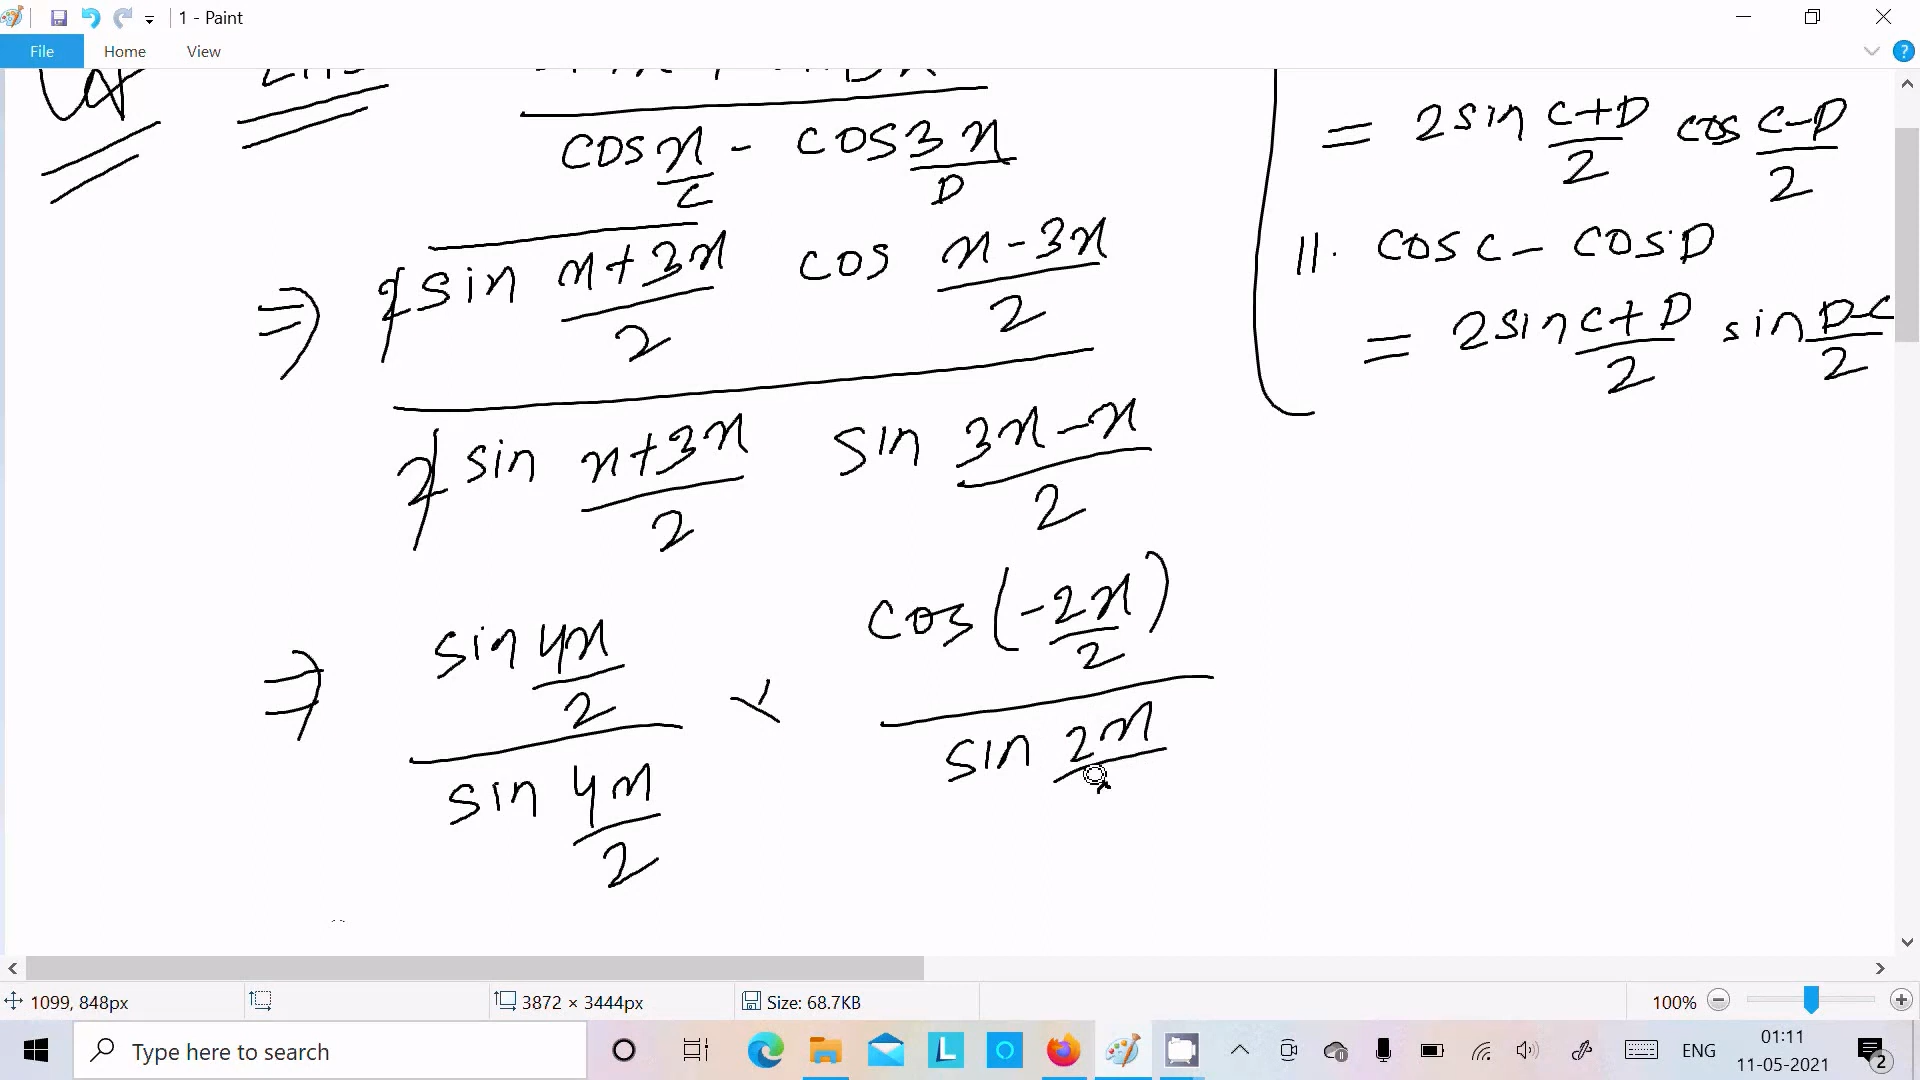 1 - Paint
File Home View
LHS
cos x - cos 3x
C D
⇒ 2 sin x+3x/2 cos x-3x/2
2 sin x+3x/2 sin 3x-x/2
⇒ sin 4x/2 × cos(-2x/2)
sin 4x/2 sin 2x
= 2 sin C+D/2 cos C-D/2
11. cos C - cos D
= 2 sin C+D/2 sin D-C/2
1099, 848px 3872 × 3444px Size: 68.7KB 100%
Type here to search
ENG
01:11
11-05-2021
2